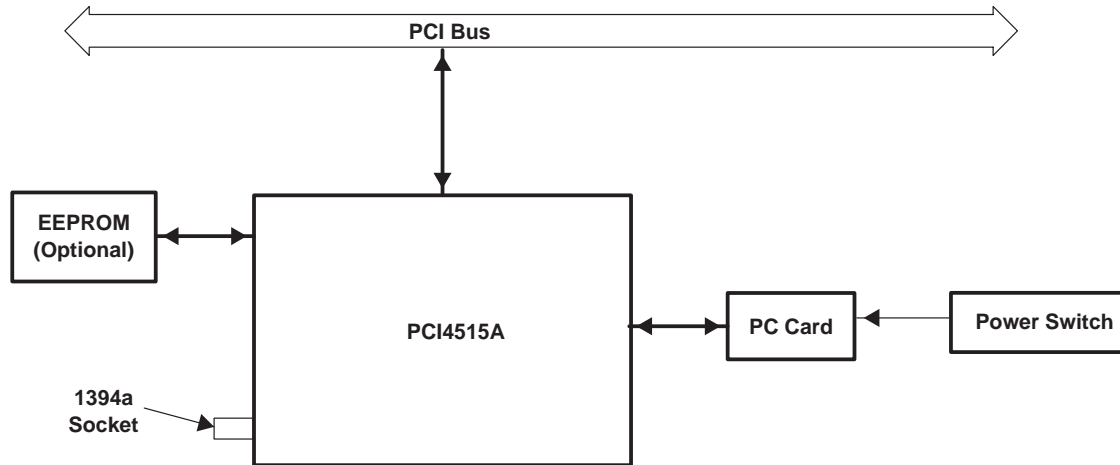 PCI Bus
EEPROM
(Optional)
PCI4515A
PC Card
Power Switch
1394a
Socket